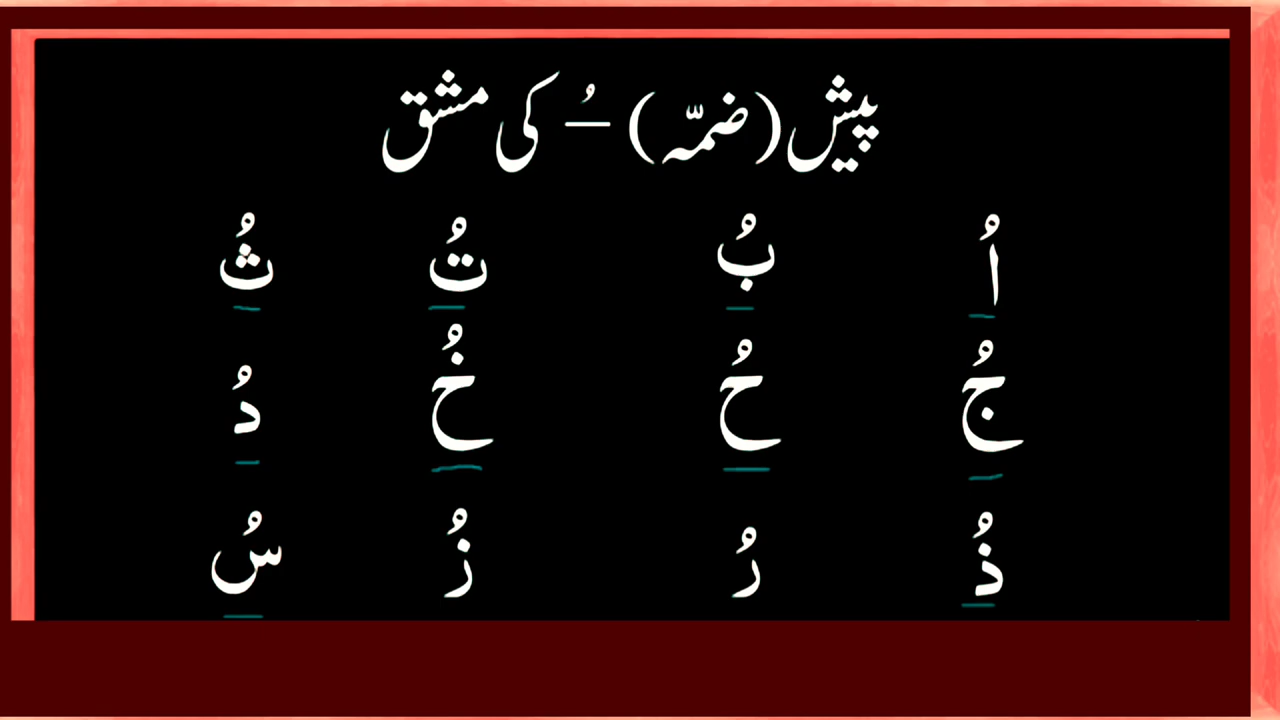 پیش (ضمّہ) –ُ کی مشق
اُ بُ تُ ثُ
جُ حُ خُ دُ
ذُ رُ زُ سُ